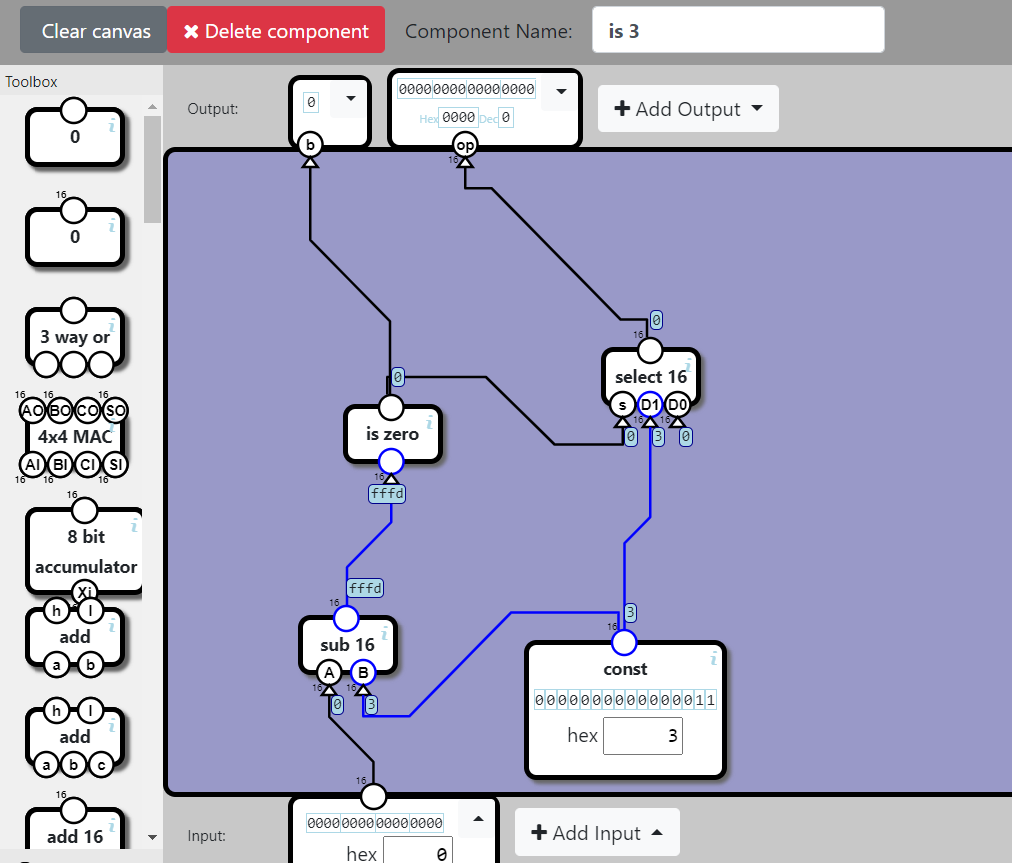 Clear canvas
✖ Delete component
Component Name:
is 3
Toolbox
0
i
16
0
i
3 way or
i
16 16 16
AO BO CO SO
4x4 MAC
i
AI BI CI SI
16 16 16
16
8 bit
accumulator
i
Xi
h l
add
i
a b
h l
add
i
a b c
16
add 16
i
Output:
0
b
0000000000000000
Hex 0000 Dec 0
op
16
+ Add Output
0
16
select 16
i
s D1 D0
16 16
0 3 0
0
is zero
i
16
fffd
fffd
16
sub 16
i
A B
16 16
0 3
3
16
const
i
0000000000000011
hex 3
16
Input:
0000000000000000
hex 0
+ Add Input